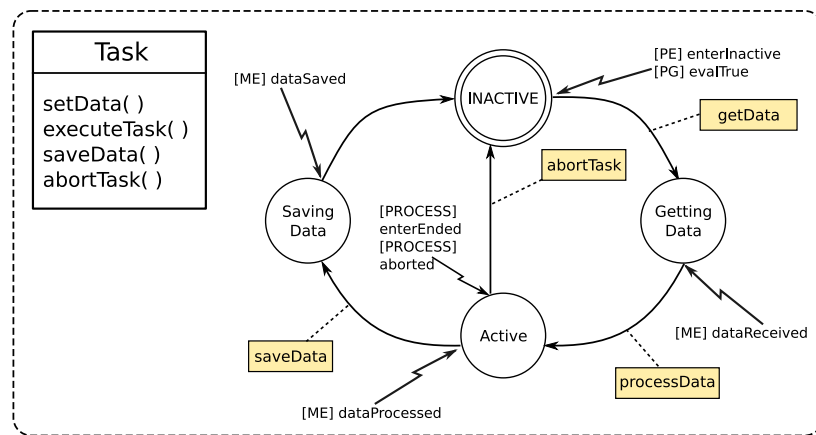 Task
setData( )
executeTask( )
saveData( )
abortTask( )
[ME] dataSaved
INACTIVE
[PE] enterInactive
[PG] evalTrue
getData
abortTask
Saving
Data
[PROCESS]
enterEnded
[PROCESS]
aborted
Getting
Data
Active
[ME] dataReceived
saveData
processData
[ME] dataProcessed